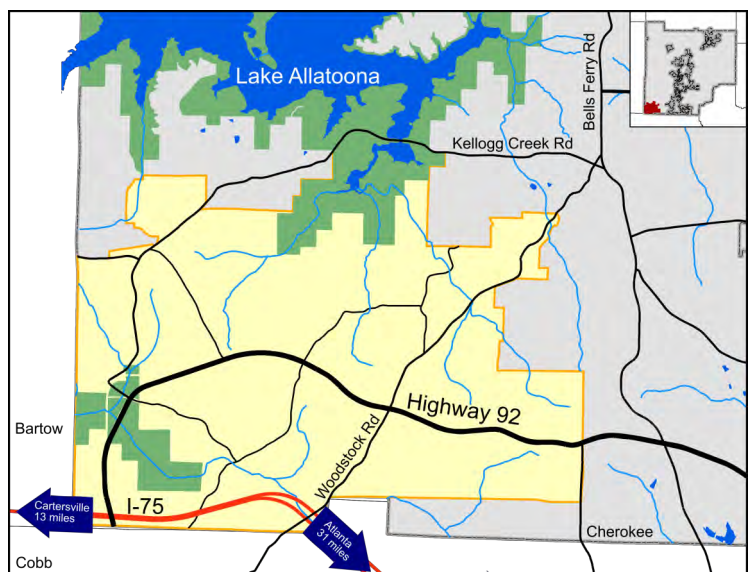 Lake Allatoona
Bells Ferry Rd
Kellogg Creek Rd
Highway 92
Woodstock Rd
Bartow
I-75
Cartersville
13 miles
Atlanta
31 miles
Cherokee
Cobb